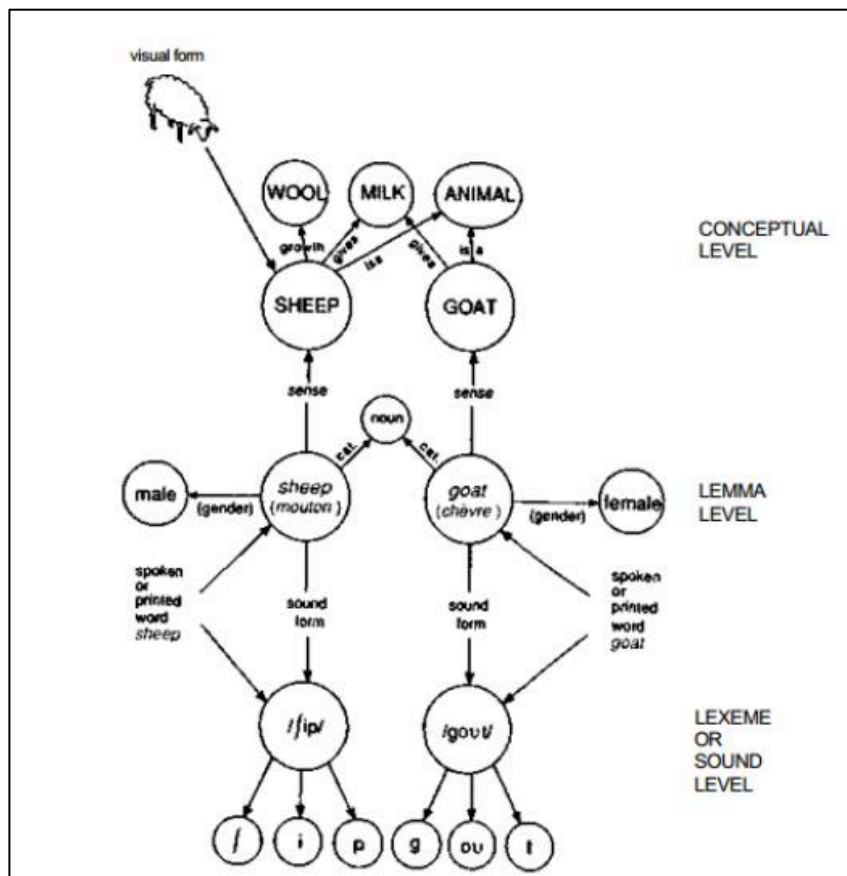 visual form
WOOL
MILK
ANIMAL
CONCEPTUAL
LEVEL
growth
gives
isa
gives
is a
SHEEP
GOAT
sense
sense
noun
cat.
cat.
male
(gender)
sheep
(mouton)
goat
(chèvre)
(gender)
female
LEMMA
LEVEL
spoken
or
printed
word
sheep
sound
form
sound
form
spoken
or
printed
word
goat
/ʃip/
/goʊt/
LEXEME
OR
SOUND
LEVEL
ʃ
i
p
g
oʊ
t